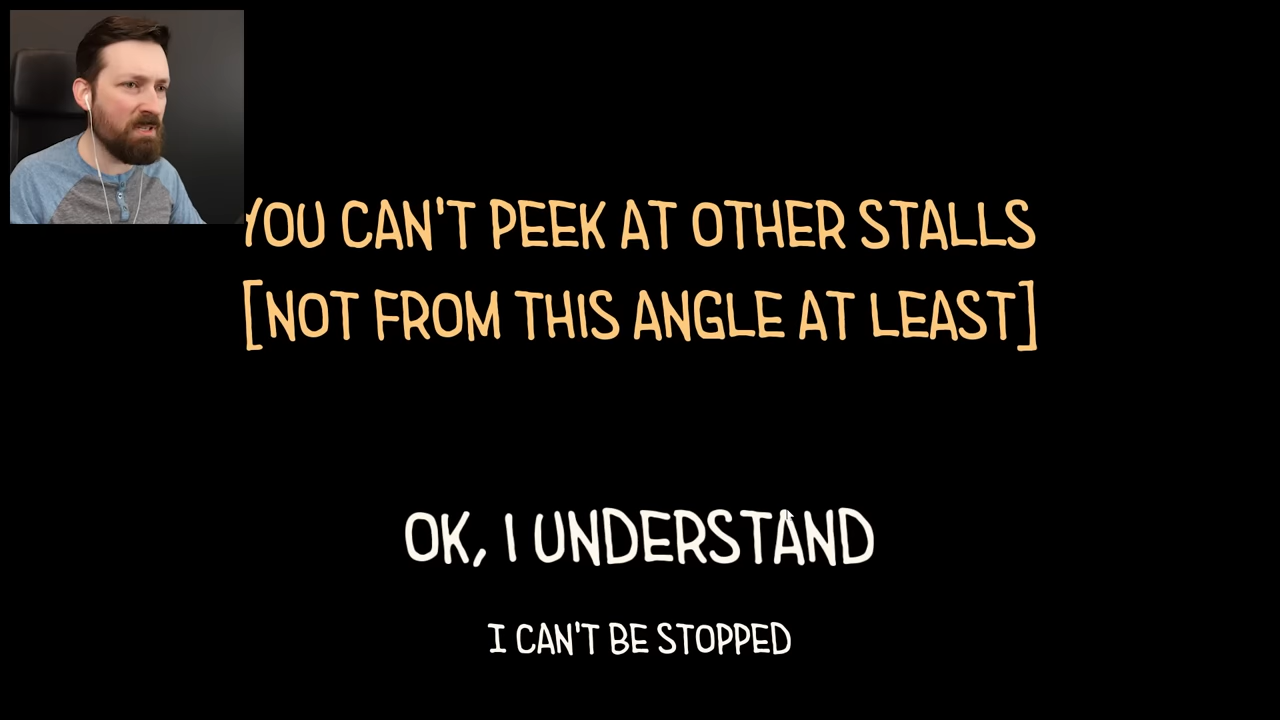 YOU CAN'T PEEK AT OTHER STALLS
[NOT FROM THIS ANGLE AT LEAST]
OK, I UNDERSTAND
I CAN'T BE STOPPED